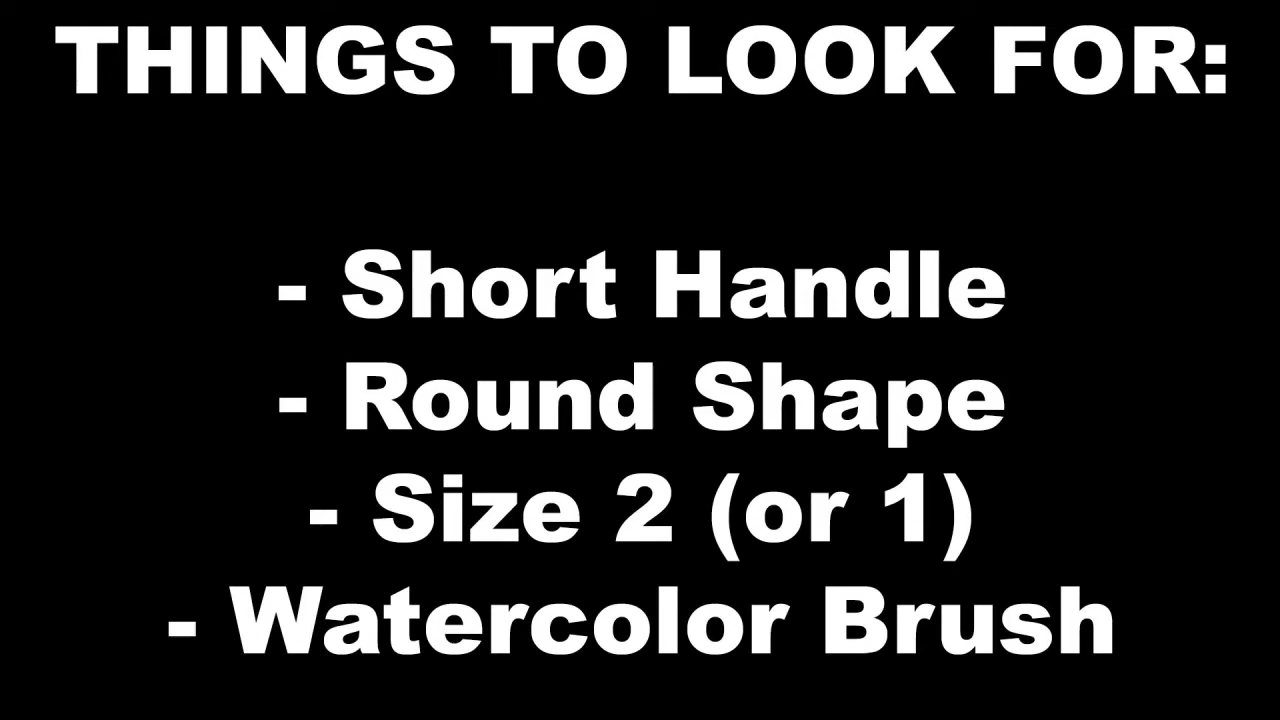 THINGS TO LOOK FOR:
- Short Handle
- Round Shape
- Size 2 (or 1)
- Watercolor Brush